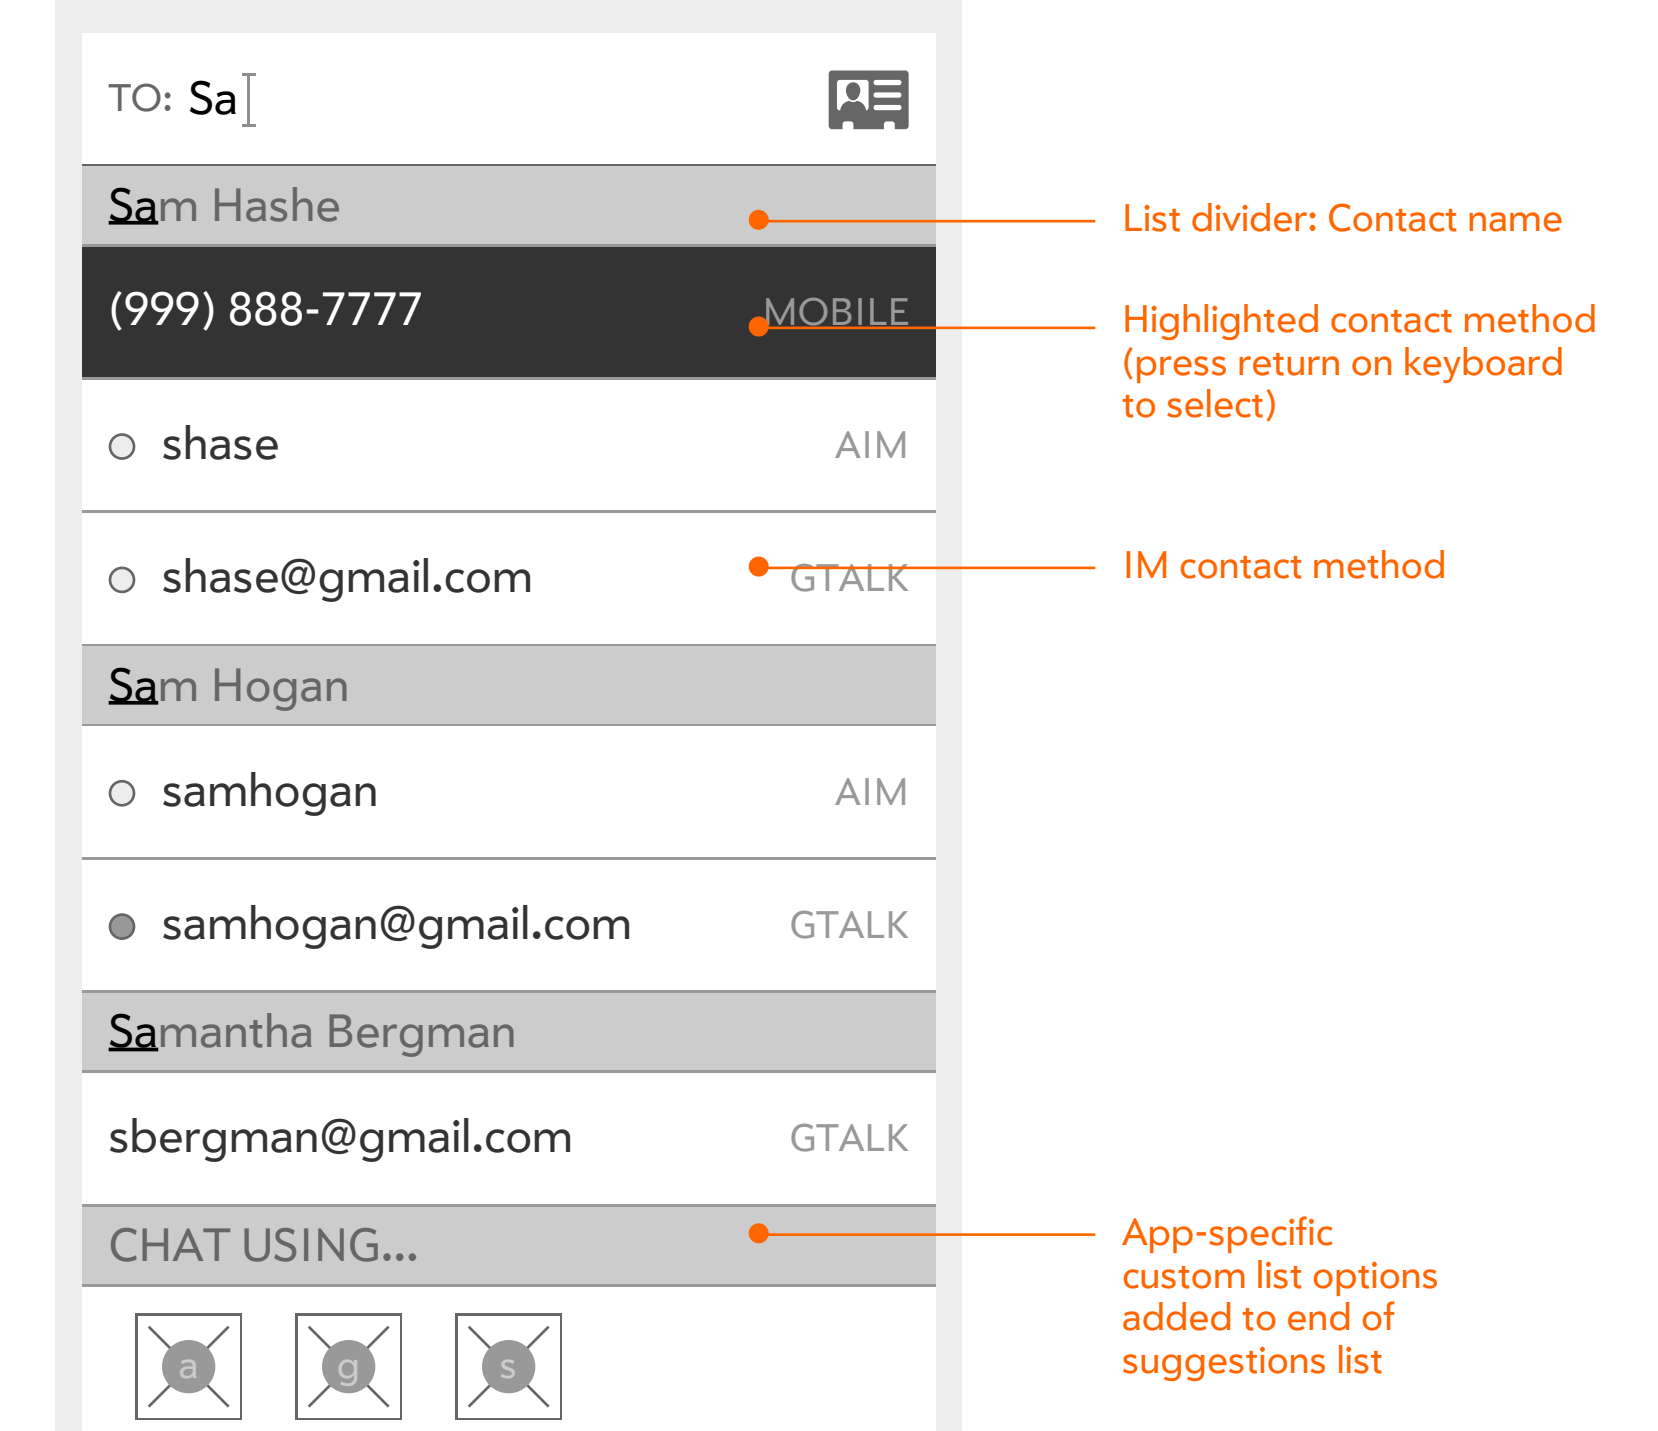 TO: Sa
Sam Hashe
List divider: Contact name
(999) 888-7777 MOBILE
Highlighted contact method
(press return on keyboard
to select)
shase AIM
shase@gmail.com GTALK
IM contact method
Sam Hogan
samhogan AIM
samhogan@gmail.com GTALK
Samantha Bergman
sbergman@gmail.com GTALK
CHAT USING...
App-specific
custom list options
added to end of
suggestions list
a g s